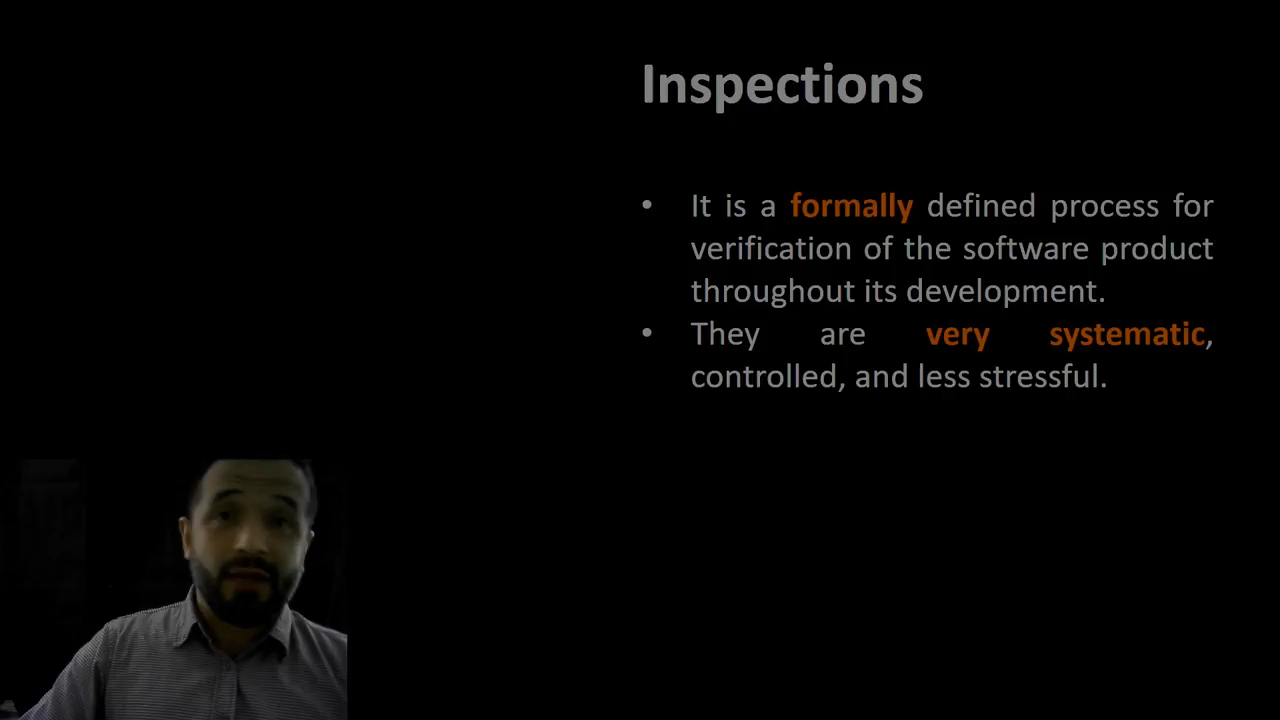 Inspections
• It is a formally defined process for
verification of the software product
throughout its development.
• They are very systematic,
controlled, and less stressful.